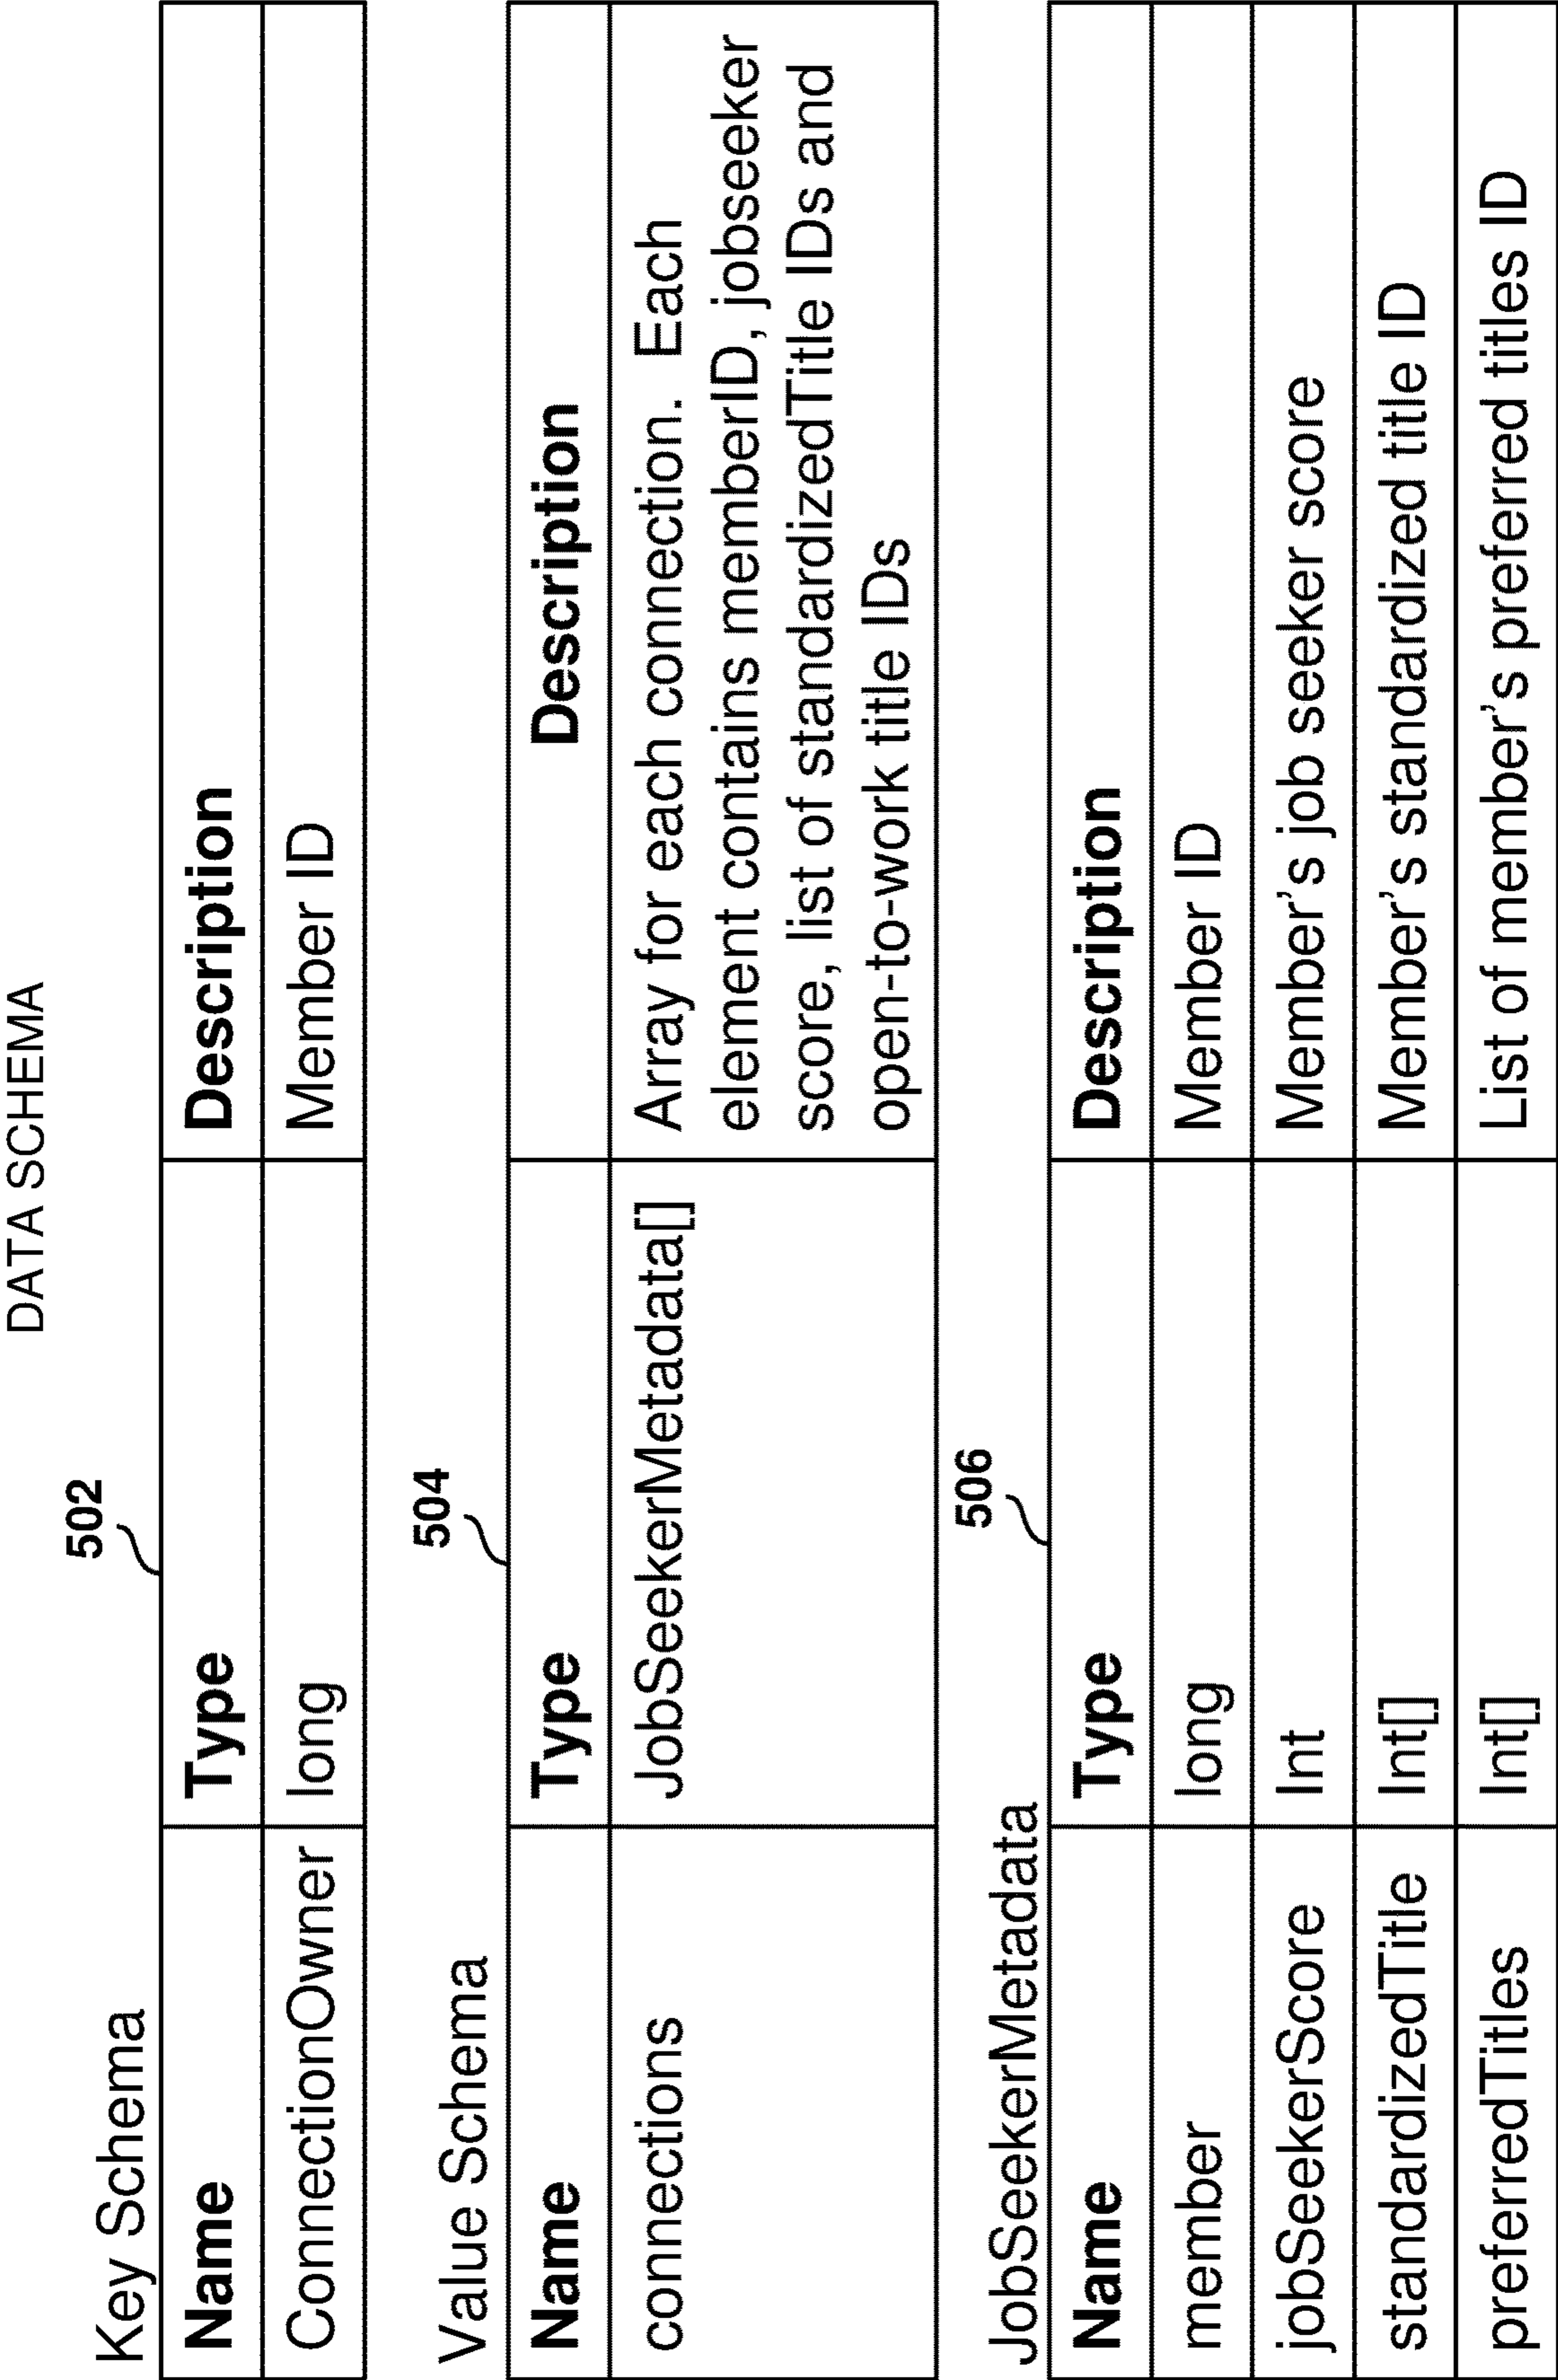 DATA SCHEMA
502
Key Schema
Name Type Description
ConnectionOwner long Member ID
504
Value Schema
Name Type Description
connections JobSeekerMetadata[] Array for each connection. Each
element contains memberID, jobseeker
score, list of standardizedTitle IDs and
open-to-work title IDs
506
JobSeekerMetadata
Name Type Description
member long Member ID
jobSeekerScore Int Member's job seeker score
standardizedTitle Int[] Member's standardized title ID
preferredTitles Int[] List of member's preferred titles ID